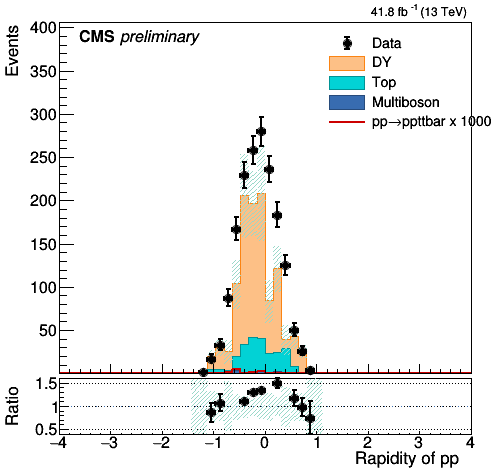 41.8 fb⁻¹ (13 TeV)
Events
CMS preliminary
400
350
300
250
200
150
100
50
Data
DY
Top
Multiboson
pp→ppttbar x 1000
Ratio
1.5
1
0.5
−4 −3 −2 −1 0 1 2 3 4
Rapidity of pp